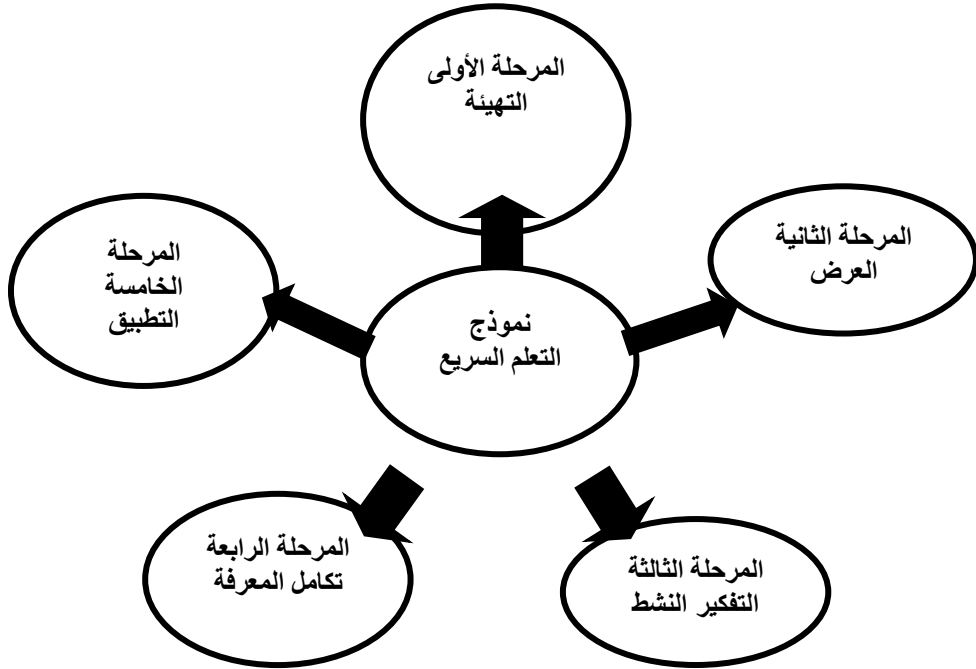 المرحلة الأولى
التهيئة
المرحلة الثانية
العرض
المرحلة
الخامسة
التطبيق
نموذج
التعلم السريع
المرحلة الرابعة
تكامل المعرفة
المرحلة الثالثة
التفكير النشط